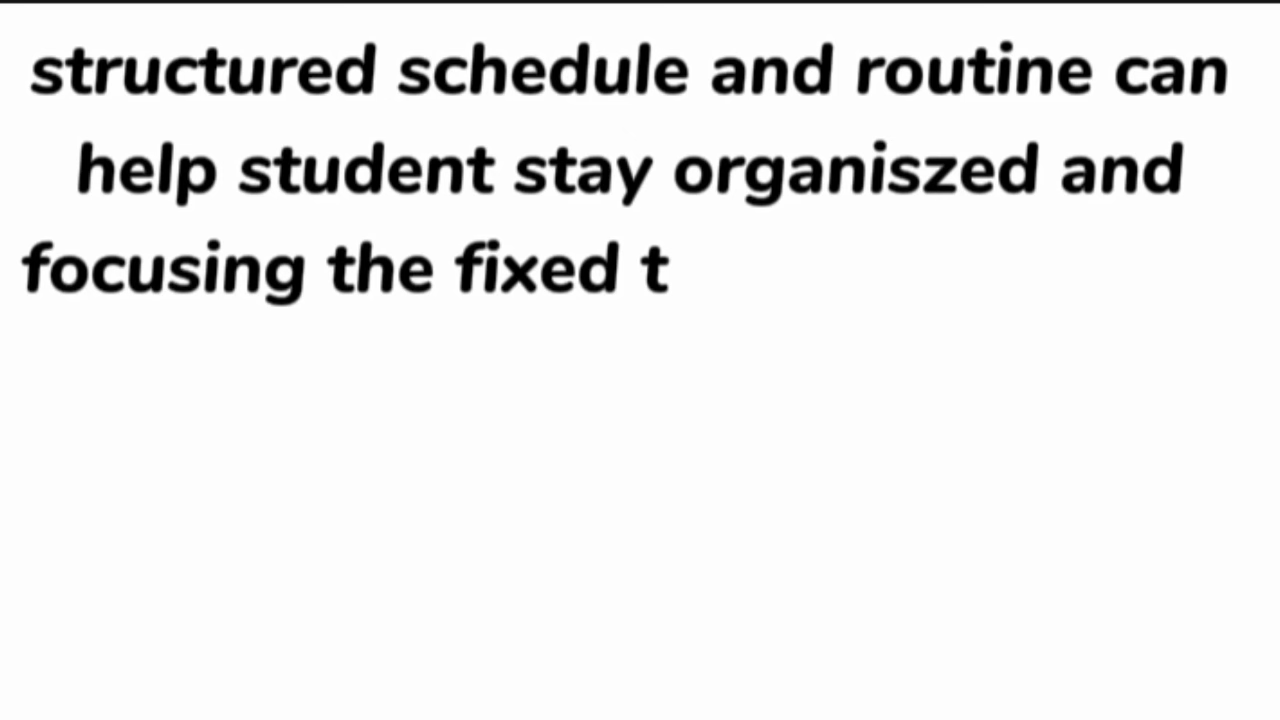 structured schedule and routine can
help student stay organiszed and
focusing the fixed t